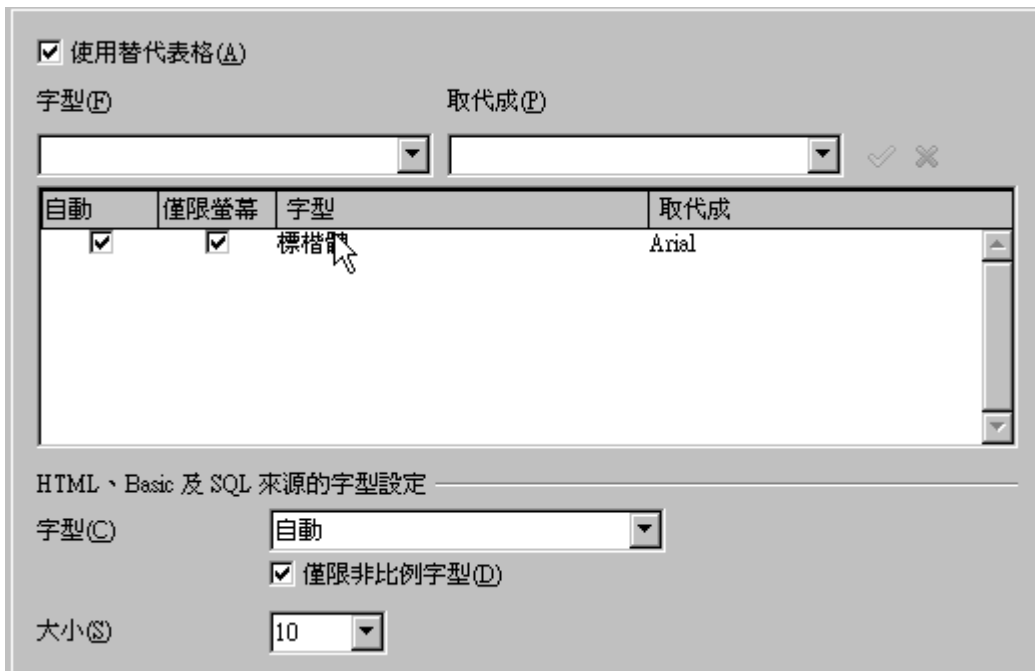 使用替代表格(A)
字型(F) 取代成(P)
自動 僅限螢幕 字型 取代成
標楷體 Arial
HTML、Basic 及 SQL 來源的字型設定
字型(C) 自動
僅限非比例字型(D)
大小(S) 10